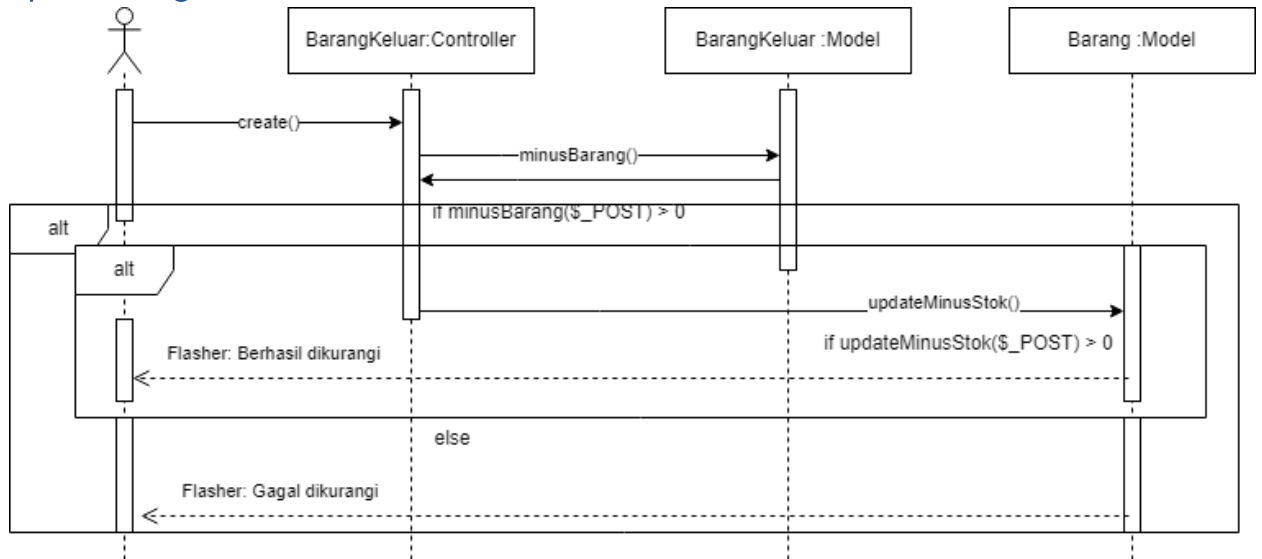 BarangKeluar:Controller
BarangKeluar :Model
Barang :Model
create()
minusBarang()
if minusBarang($_POST) > 0
alt
alt
updateMinusStok()
if updateMinusStok($_POST) > 0
Flasher: Berhasil dikurangi
else
Flasher: Gagal dikurangi